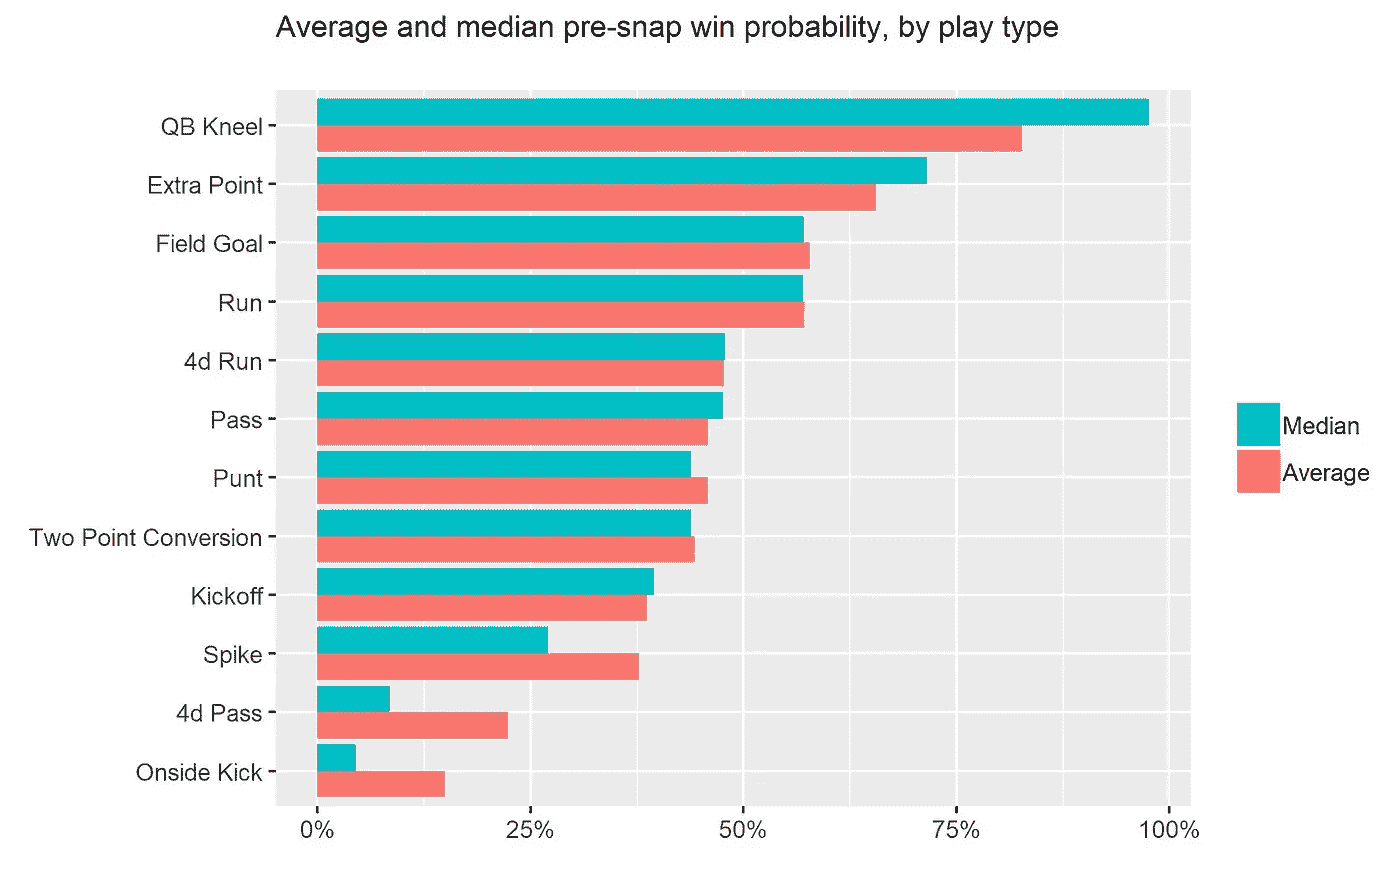 Average and median pre-snap win probability, by play type
QB Kneel
Extra Point
Field Goal
Run
4d Run
Pass
Punt
Two Point Conversion
Kickoff
Spike
4d Pass
Onside Kick
0% 25% 50% 75% 100%
Median
Average